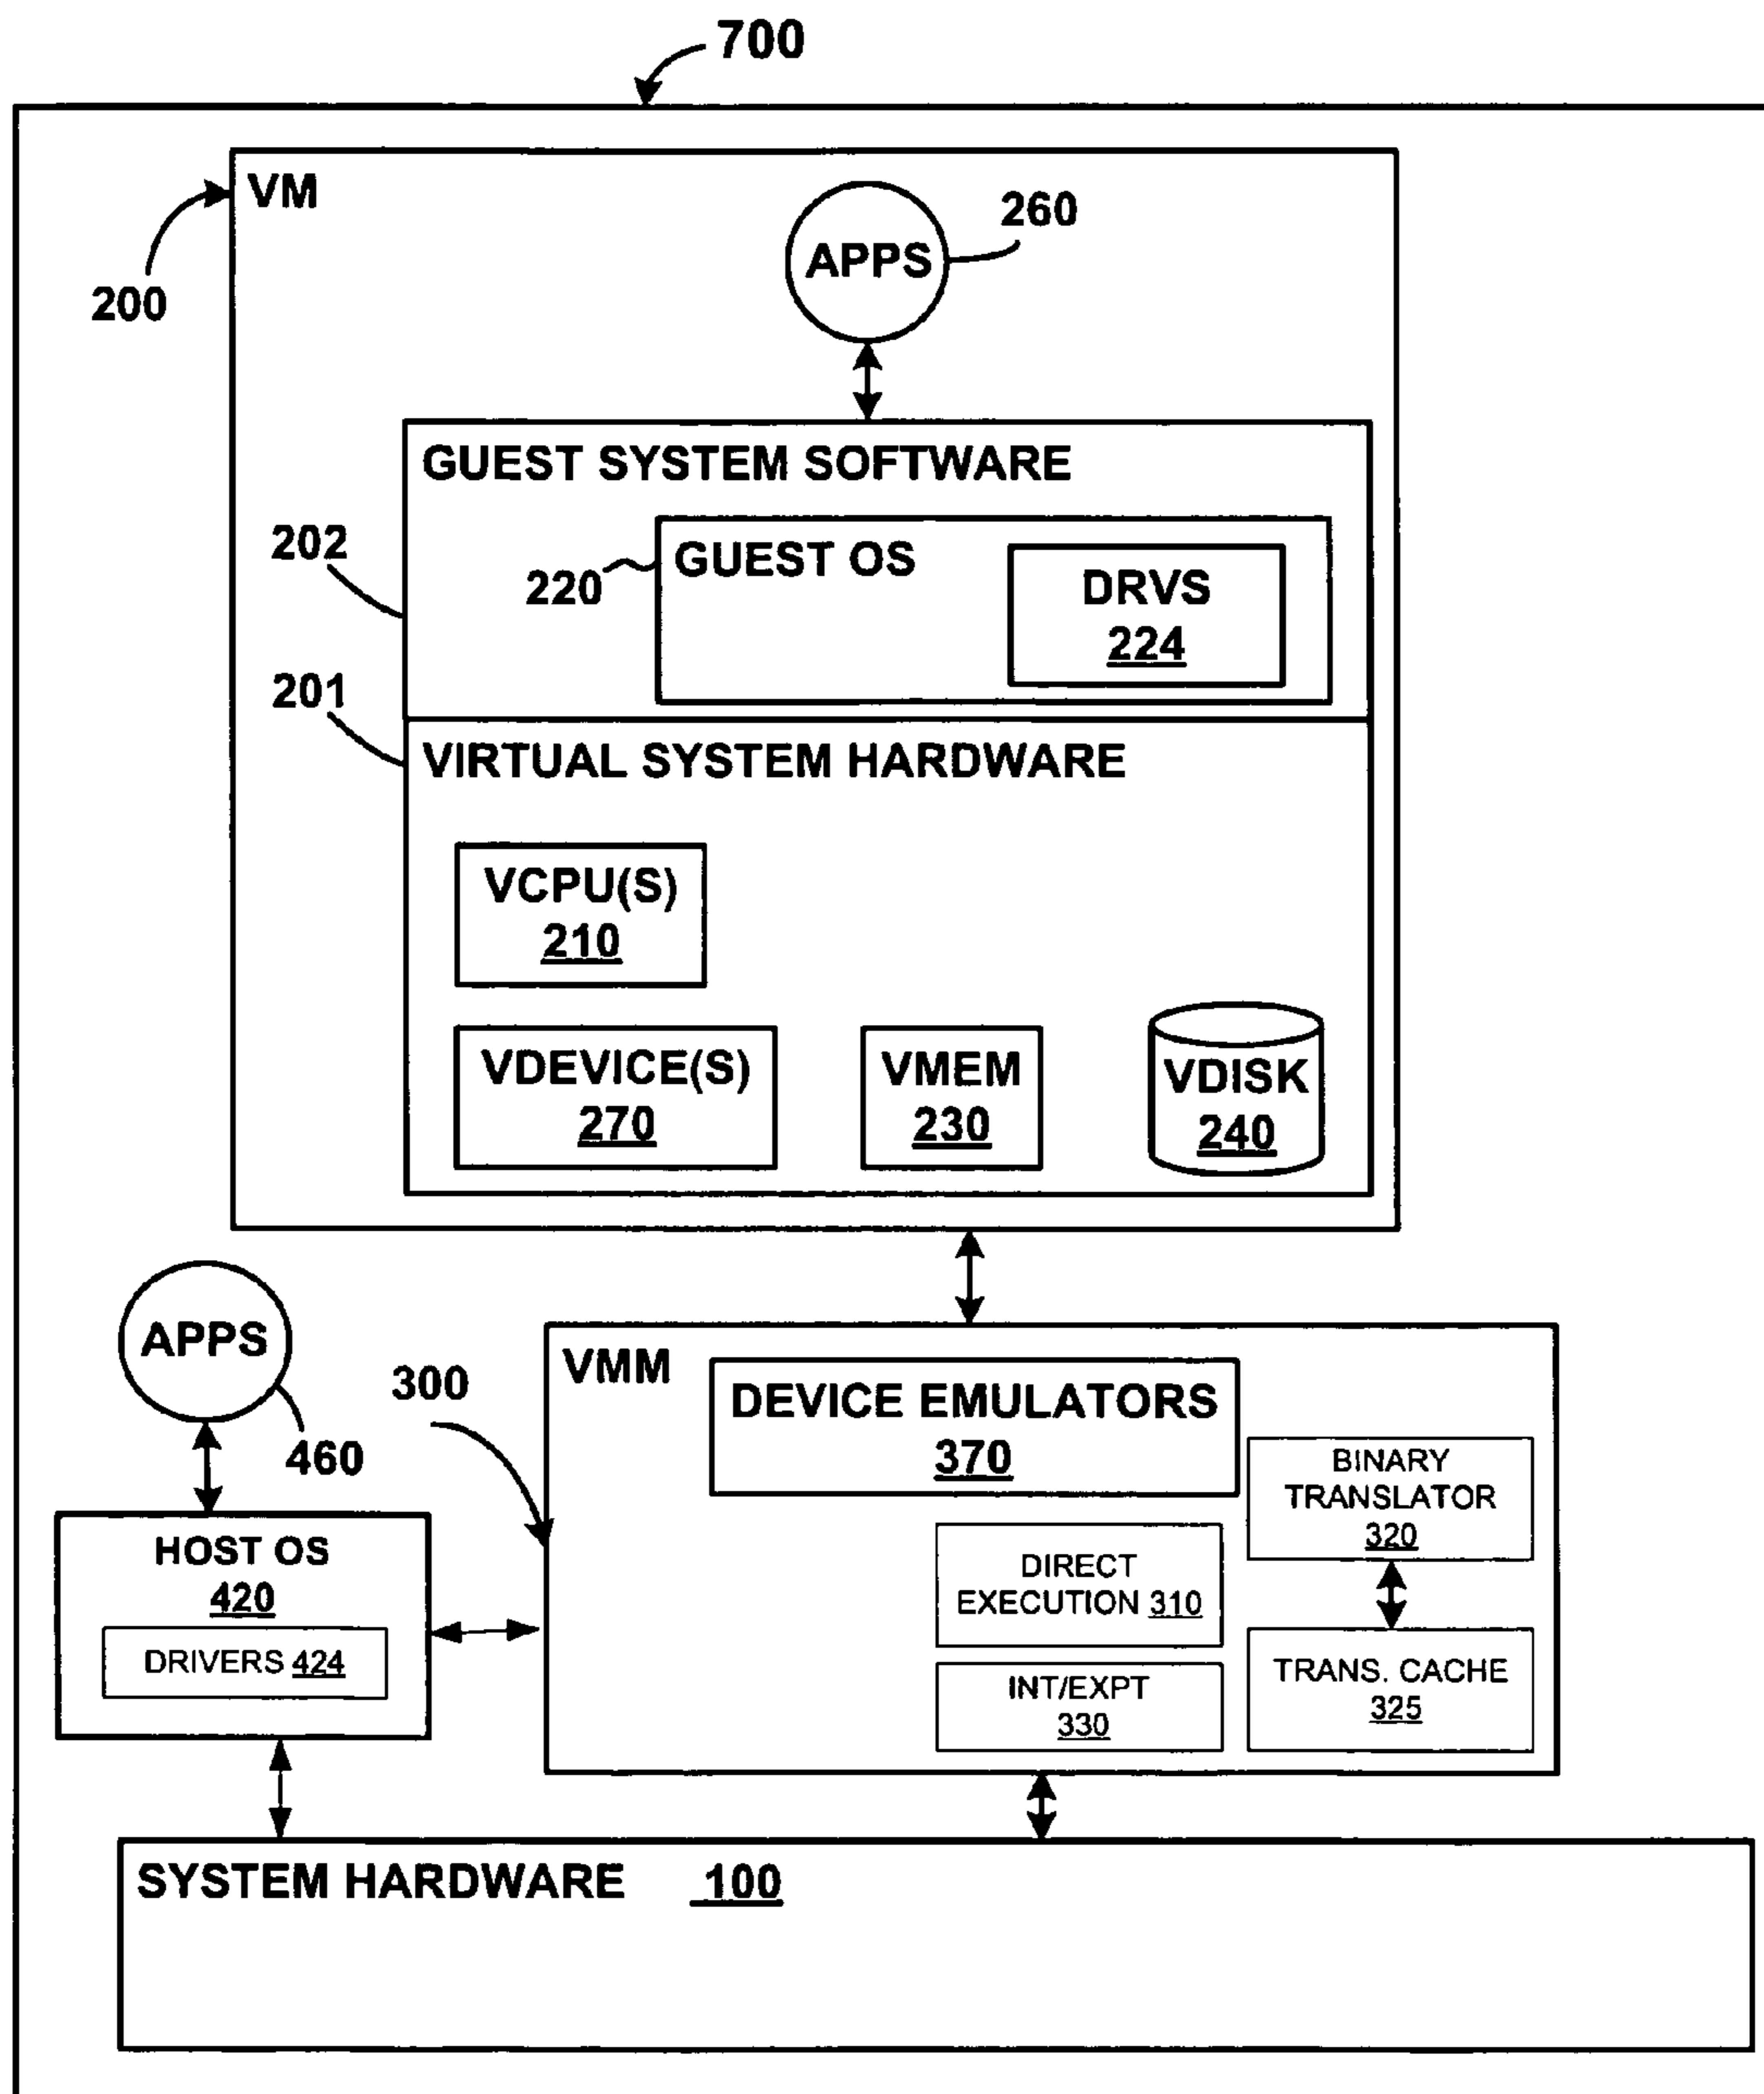 700
VM
200
APPS
260
GUEST SYSTEM SOFTWARE
202
220
GUEST OS
DRVS
224
201
VIRTUAL SYSTEM HARDWARE
VCPU(S)
210
VDEVICE(S)
270
VMEM
230
VDISK
240
APPS
460
300
VMM
DEVICE EMULATORS
370
BINARY
TRANSLATOR
320
DIRECT
EXECUTION 310
INT/EXPT
330
TRANS. CACHE
325
HOST OS
420
DRIVERS 424
SYSTEM HARDWARE 100